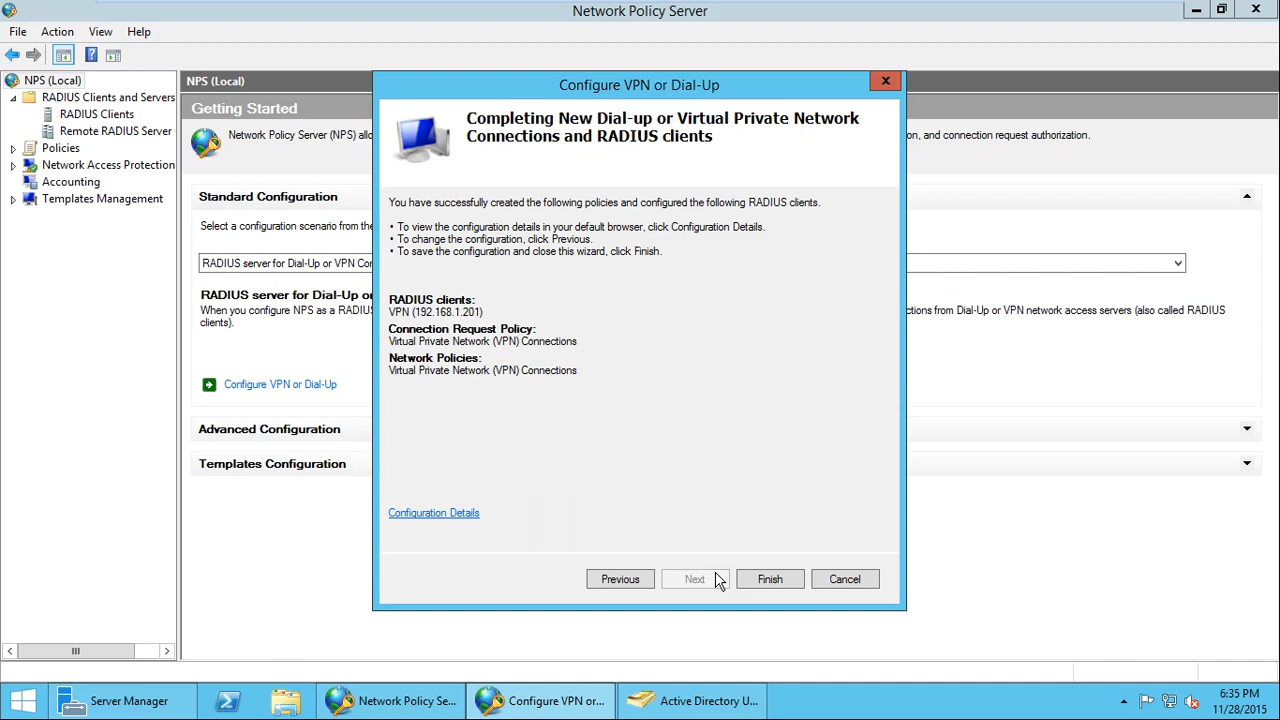 Network Policy Server
File Action View Help
NPS (Local)
RADIUS Clients and Servers
RADIUS Clients
Remote RADIUS Server
Policies
Network Access Protection
Accounting
Templates Management
NPS (Local)
Getting Started
Network Policy Server (NPS) allo
on, and connection request authorization.
Standard Configuration
Select a configuration scenario from the
RADIUS server for Dial-Up or VPN Con
RADIUS server for Dial-Up or
When you configure NPS as a RADIUS
ctions from Dial-Up or VPN network access servers (also called RADIUS
clients).
Configure VPN or Dial-Up
Advanced Configuration
Templates Configuration
Configure VPN or Dial-Up
Completing New Dial-up or Virtual Private Network
Connections and RADIUS clients
You have successfully created the following policies and configured the following RADIUS clients.
• To view the configuration details in your default browser, click Configuration Details.
• To change the configuration, click Previous.
• To save the configuration and close this wizard, click Finish.
RADIUS clients:
VPN (192.168.1.201)
Connection Request Policy:
Virtual Private Network (VPN) Connections
Network Policies:
Virtual Private Network (VPN) Connections
Configuration Details
Previous Next Finish Cancel
Server Manager
Network Policy Se...
Configure VPN or...
Active Directory U...
6:35 PM
11/28/2015